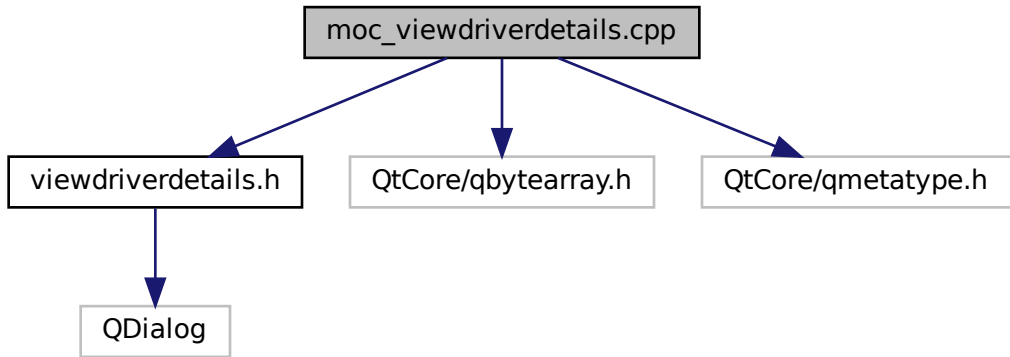 moc_viewdriverdetails.cpp
viewdriverdetails.h
QtCore/qbytearray.h
QtCore/qmetatype.h
QDialog